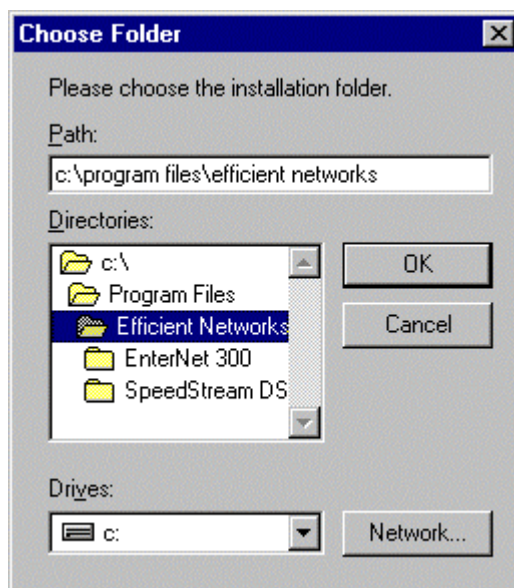 Choose Folder
Please choose the installation folder.
Path:
c:\program files\efficient networks
Directories:
c:\
Program Files
Efficient Networks
EnterNet 300
SpeedStream DS
OK
Cancel
Drives:
c:
Network...